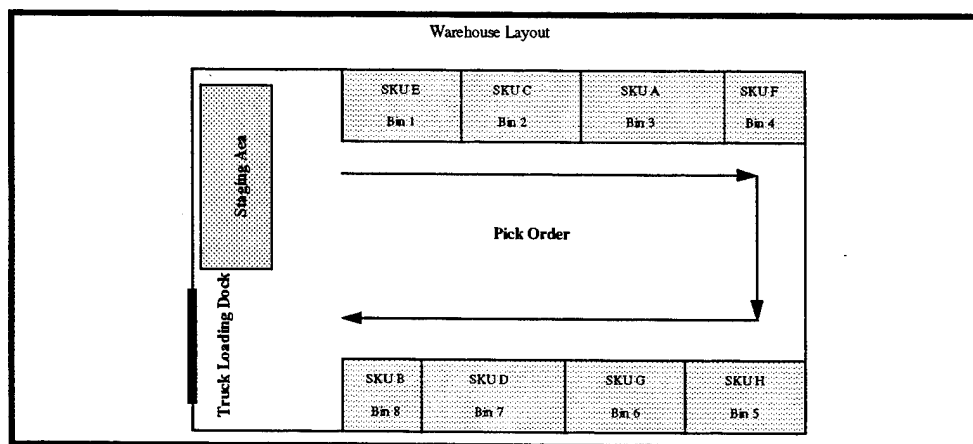 Warehouse Layout
SKU E
SKU C
SKU A
SKU F
Bin 1
Bin 2
Bin 3
Bin 4
Staging Aea
Pick Order
Truck Loading Dock
SKU B
SKU D
SKU G
SKU H
Bin 8
Bin 7
Bin 6
Bin 5